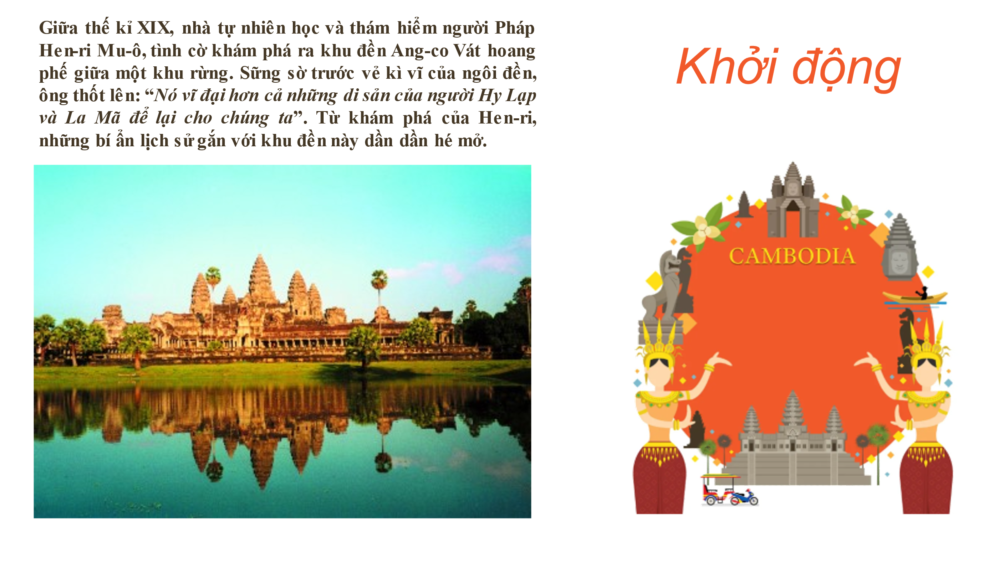 Giữa thế kỉ XIX, nhà tự nhiên học và thám hiểm người Pháp
Hen-ri Mu-ô, tình cờ khám phá ra khu đền Ang-co Vát hoang
phế giữa một khu rừng. Sững sờ trước vẻ kì vĩ của ngôi đền,
ông thốt lên: “Nó vĩ đại hơn cả những di sản của người Hy Lạp
và La Mã để lại cho chúng ta”. Từ khám phá của Hen-ri,
những bí ẩn lịch sử gắn với khu đền này dần dần hé mở.
Khởi động
CAMBODIA